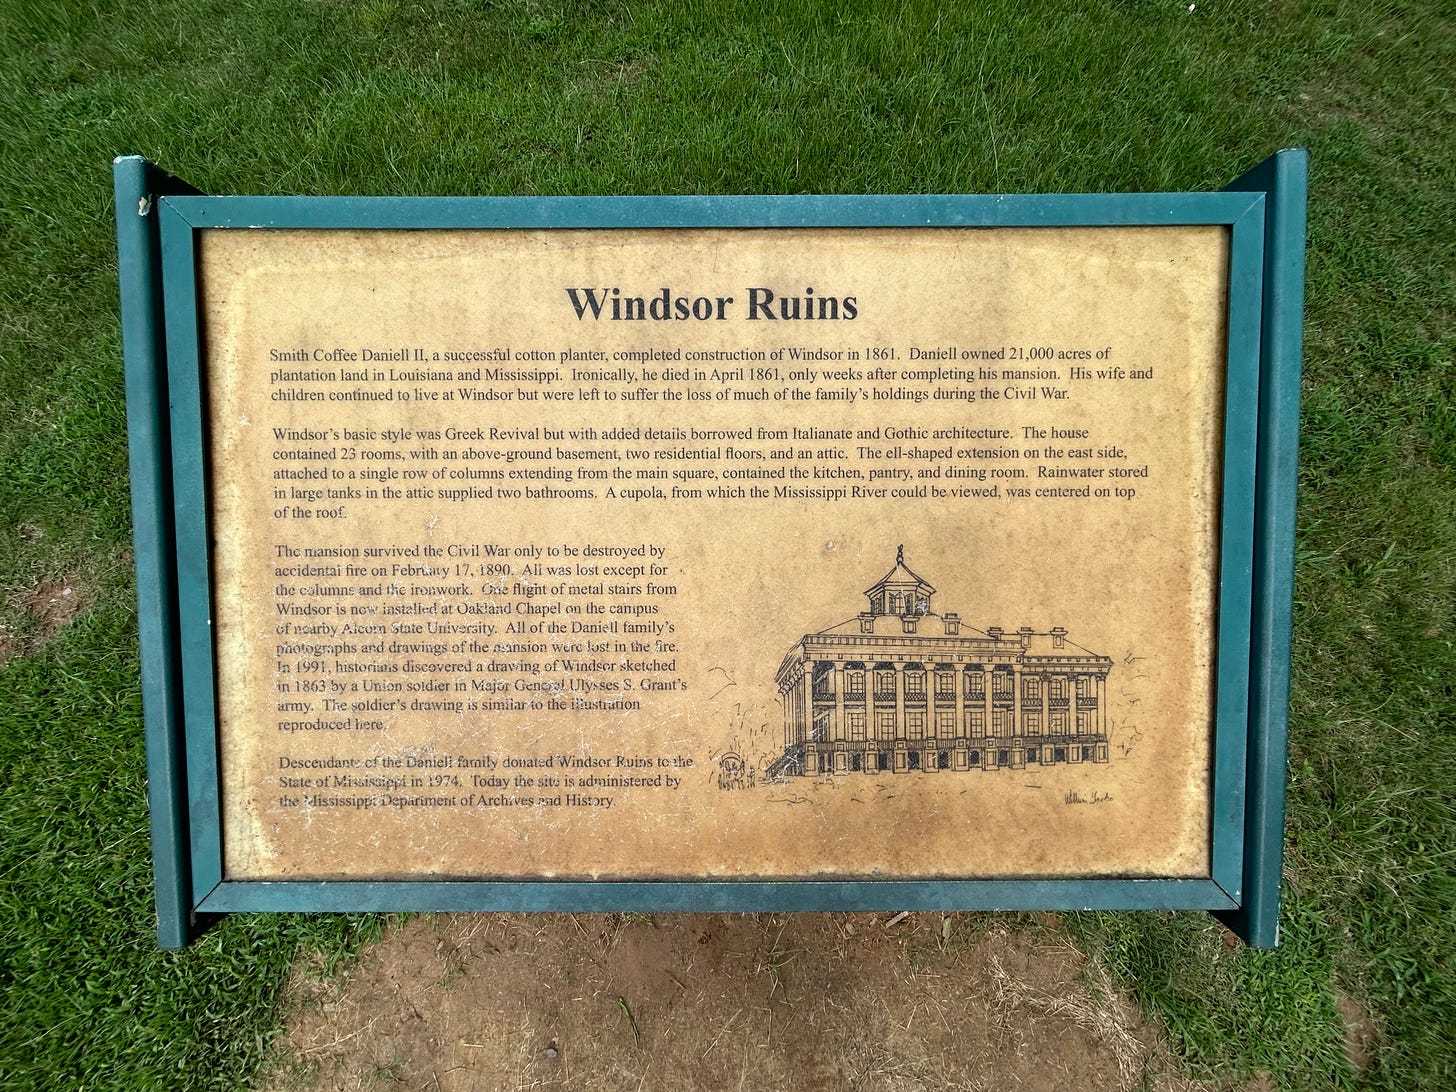 Windsor Ruins
Smith Coffee Daniell II, a successful cotton planter, completed construction of Windsor in 1861. Daniell owned 21,000 acres of
plantation land in Louisiana and Mississippi. Ironically, he died in April 1861, only weeks after completing his mansion. His wife and
children continued to live at Windsor but were left to suffer the loss of much of the family's holdings during the Civil War.
Windsor's basic style was Greek Revival but with added details borrowed from Italianate and Gothic architecture. The house
contained 23 rooms, with an above-ground basement, two residential floors, and an attic. The ell-shaped extension on the east side,
attached to a single row of columns extending from the main square, contained the kitchen, pantry, and dining room. Rainwater stored
in large tanks in the attic supplied two bathrooms. A cupola, from which the Mississippi River could be viewed, was centered on top
of the roof.
The mansion survived the Civil War only to be destroyed by
accidental fire on February 17, 1890. All was lost except for
the columns and the ironwork. One flight of metal stairs from
Windsor is now installed at Oakland Chapel on the campus
of nearby Alcorn State University. All of the Daniell family's
photographs and drawings of the mansion were lost in the fire.
In 1991, historians discovered a drawing of Windsor sketched
in 1863 by a Union soldier in Major General Ulysses S. Grant's
army. The soldier's drawing is similar to the illustration
reproduced here.
Descendants of the Daniell family donated Windsor Ruins to the
State of Mississippi in 1974. Today the site is administered by
the Mississippi Department of Archives and History.